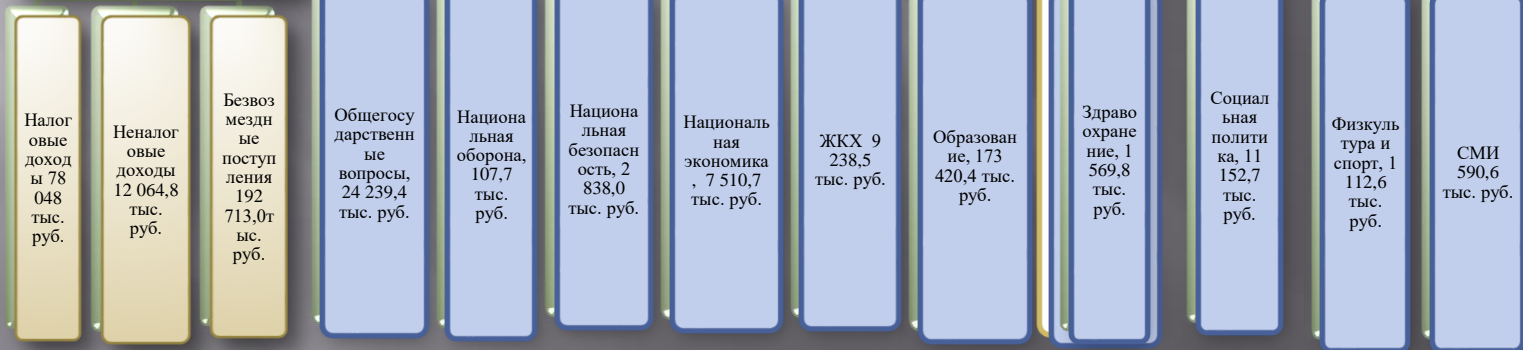 Налог
овые
доход
ы 78
048
тыс.
руб.
Неналог
овые
доходы
12 064,8
тыс.
руб.
Безвоз
мездн
ые
поступ
ления
192
713,0т
ыс.
руб.
Общегосу
дарственн
ые
вопросы,
24 239,4
тыс. руб.
Национа
льная
оборона,
107,7
тыс.
руб.
Национа
льная
безопасн
ость, 2
838,0
тыс. руб.
Националь
ная
экономика
, 7 510,7
тыс. руб.
ЖКХ 9
238,5
тыс. руб.
Образован
ие, 173
420,4 тыс.
руб.
Здраво
охране
ние, 1
569,8
тыс.
руб.
Социал
ьная
полити
ка, 11
152,7
тыс.
руб.
Физкуль
тура и
спорт, 1
112,6
тыс.
руб.
СМИ
590,6
тыс. руб.